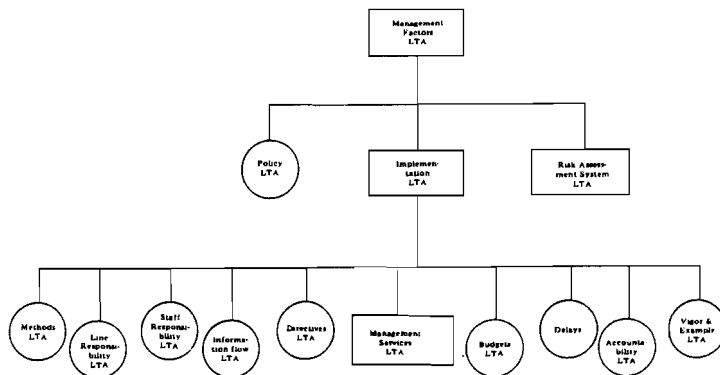 Management
Factors
LTA
Policy
LTA
Implemen-
tation
LTA
Risk Assess-
ment System
LTA
Methods
LTA
Line
Responsi-
bility
LTA
Staff
Responsi-
bility
LTA
Informa-
tion flow
LTA
Directives
LTA
Management
Services
LTA
Budgets
LTA
Delays
Accounta-
bility LTA
Vigor &
Example
LTA